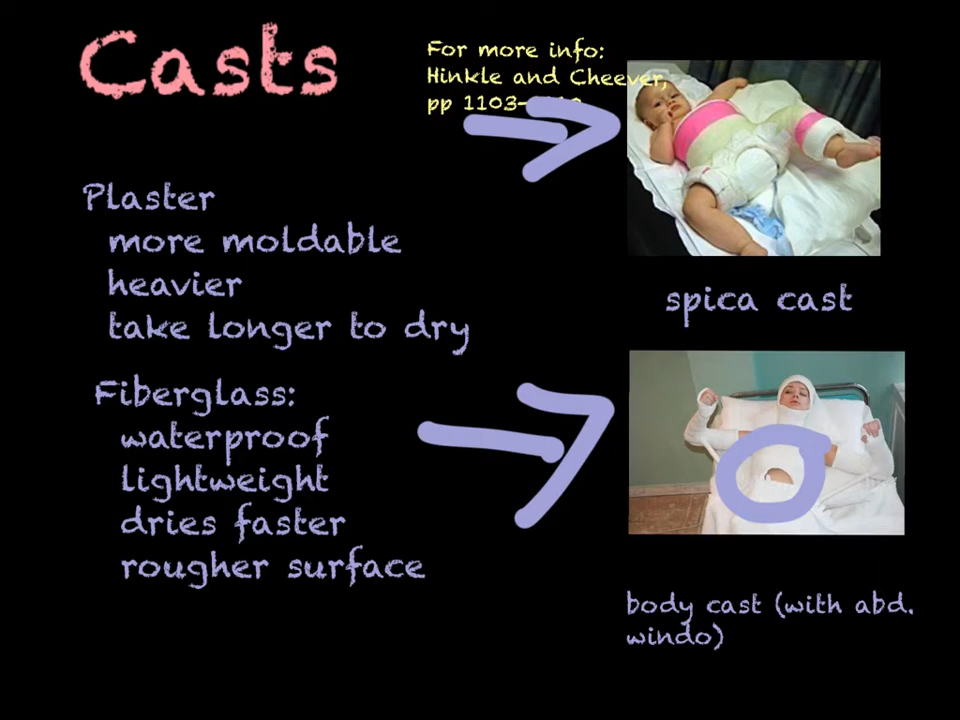 Casts
For more info:
Hinkle and Cheever,
pp 1103-
Plaster
more moldable
heavier
take longer to dry
spica cast
Fiberglass:
waterproof
lightweight
dries faster
rougher surface
body cast (with abd.
windo)